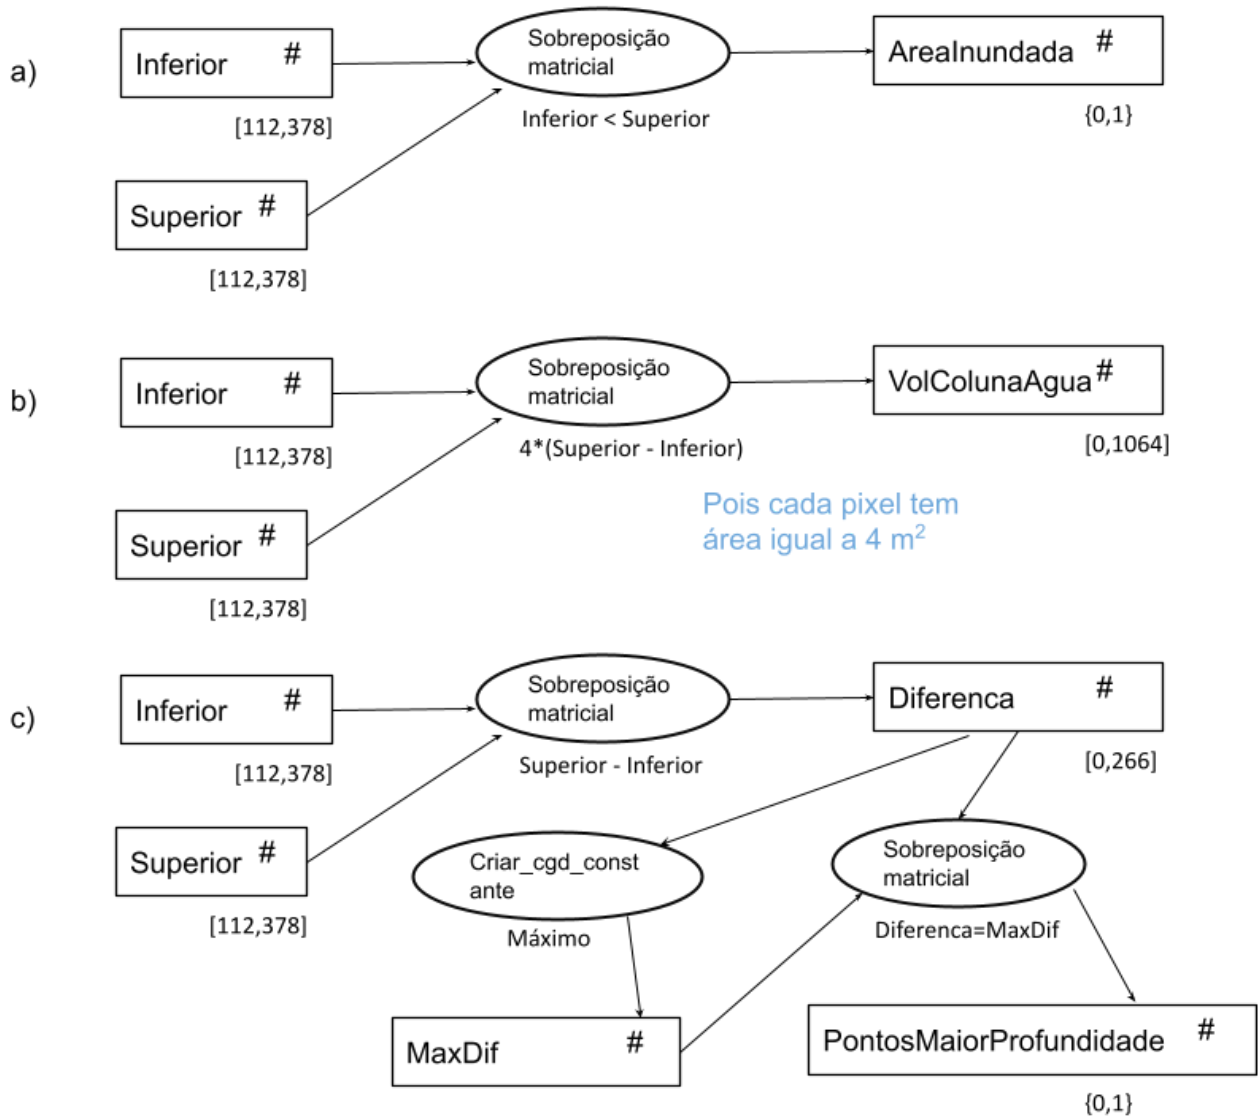 a)
Inferior #
[112,378]
Superior #
[112,378]
Sobreposição
matricial
Inferior < Superior
AreaInundada #
{0,1}
b)
Inferior #
[112,378]
Superior #
[112,378]
Sobreposição
matricial
4*(Superior - Inferior)
VolColunaAgua #
[0,1064]
Pois cada pixel tem
área igual a 4 m²
c)
Inferior #
[112,378]
Superior #
[112,378]
Sobreposição
matricial
Superior - Inferior
Diferenca #
[0,266]
Criar_cgd_const
ante
Máximo
Sobreposição
matricial
Diferenca=MaxDif
MaxDif #
PontosMaiorProfundidade #
{0,1}